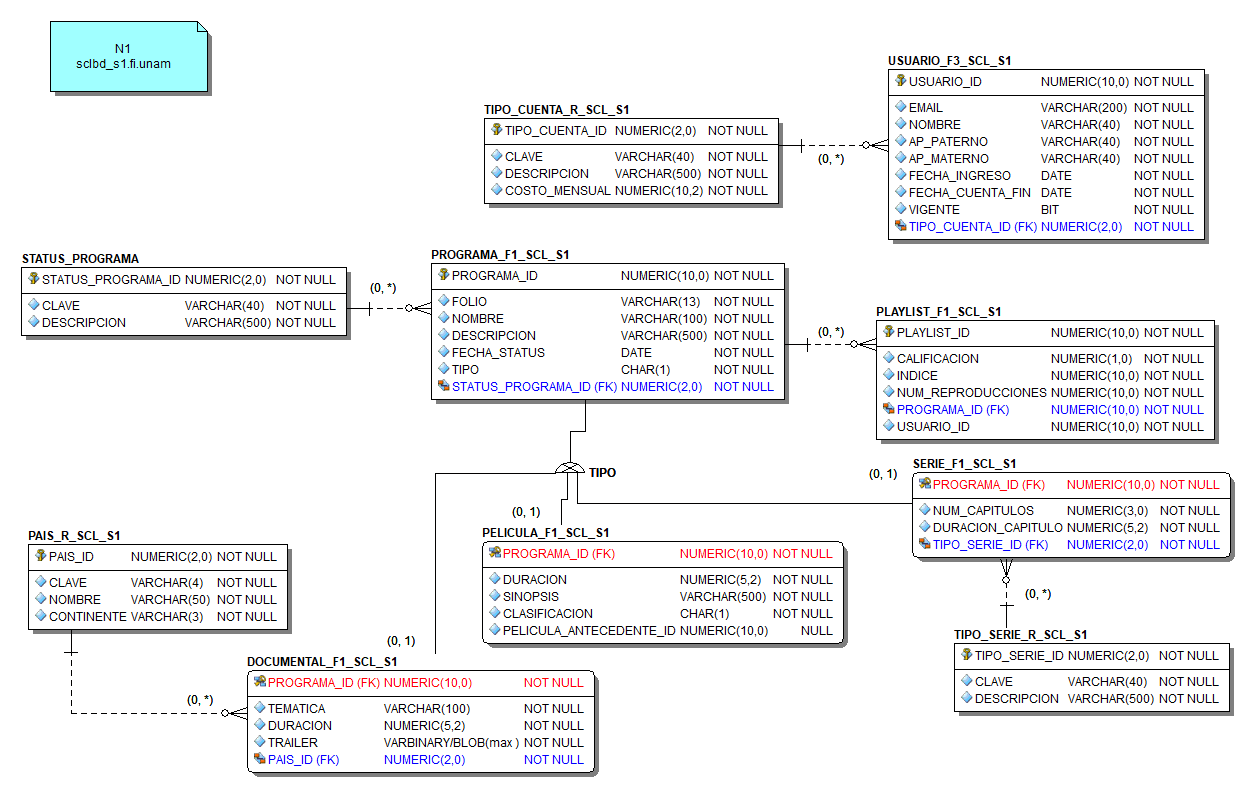 N1
sclbd_s1.fi.unam
USUARIO_F3_SCL_S1
USUARIO_ID NUMERIC(10,0) NOT NULL
EMAIL VARCHAR(200) NOT NULL
NOMBRE VARCHAR(40) NOT NULL
AP_PATERNO VARCHAR(40) NOT NULL
AP_MATERNO VARCHAR(40) NOT NULL
FECHA_INGRESO DATE NOT NULL
FECHA_CUENTA_FIN DATE NOT NULL
VIGENTE BIT NOT NULL
TIPO_CUENTA_ID (FK) NUMERIC(2,0) NOT NULL
TIPO_CUENTA_R_SCL_S1
TIPO_CUENTA_ID NUMERIC(2,0) NOT NULL
CLAVE VARCHAR(40) NOT NULL
DESCRIPCION VARCHAR(500) NOT NULL
COSTO_MENSUAL NUMERIC(10,2) NOT NULL
(0, *)
STATUS_PROGRAMA
STATUS_PROGRAMA_ID NUMERIC(2,0) NOT NULL
CLAVE VARCHAR(40) NOT NULL
DESCRIPCION VARCHAR(500) NOT NULL
(0, *)
PROGRAMA_F1_SCL_S1
PROGRAMA_ID NUMERIC(10,0) NOT NULL
FOLIO VARCHAR(13) NOT NULL
NOMBRE VARCHAR(100) NOT NULL
DESCRIPCION VARCHAR(500) NOT NULL
FECHA_STATUS DATE NOT NULL
TIPO CHAR(1) NOT NULL
STATUS_PROGRAMA_ID (FK) NUMERIC(2,0) NOT NULL
(0, *)
PLAYLIST_F1_SCL_S1
PLAYLIST_ID NUMERIC(10,0) NOT NULL
CALIFICACION NUMERIC(1,0) NOT NULL
INDICE NUMERIC(10,0) NOT NULL
NUM_REPRODUCCIONES NUMERIC(10,0) NOT NULL
PROGRAMA_ID (FK) NUMERIC(10,0) NOT NULL
USUARIO_ID NUMERIC(10,0) NOT NULL
TIPO
(0, 1)
SERIE_F1_SCL_S1
PROGRAMA_ID (FK) NUMERIC(10,0) NOT NULL
NUM_CAPITULOS NUMERIC(3,0) NOT NULL
DURACION_CAPITULO NUMERIC(5,2) NOT NULL
TIPO_SERIE_ID (FK) NUMERIC(2,0) NOT NULL
(0, 1)
PELICULA_F1_SCL_S1
PROGRAMA_ID (FK) NUMERIC(10,0) NOT NULL
DURACION NUMERIC(5,2) NOT NULL
SINOPSIS VARCHAR(500) NOT NULL
CLASIFICACION CHAR(1) NOT NULL
PELICULA_ANTECEDENTE_ID NUMERIC(10,0) NULL
PAIS_R_SCL_S1
PAIS_ID NUMERIC(2,0) NOT NULL
CLAVE VARCHAR(4) NOT NULL
NOMBRE VARCHAR(50) NOT NULL
CONTINENTE VARCHAR(3) NOT NULL
(0, *)
(0, *)
TIPO_SERIE_R_SCL_S1
TIPO_SERIE_ID NUMERIC(2,0) NOT NULL
CLAVE VARCHAR(40) NOT NULL
DESCRIPCION VARCHAR(500) NOT NULL
(0, 1)
DOCUMENTAL_F1_SCL_S1
PROGRAMA_ID (FK) NUMERIC(10,0) NOT NULL
TEMATICA VARCHAR(100) NOT NULL
DURACION NUMERIC(5,2) NOT NULL
TRAILER VARBINARY/BLOB(max ) NOT NULL
PAIS_ID (FK) NUMERIC(2,0) NOT NULL